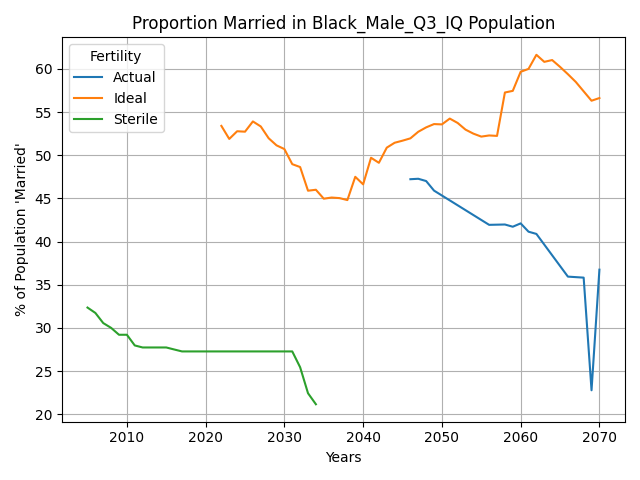 Proportion Married in Black_Male_Q3_IQ Population
% of Population 'Married'
60
55
50
45
40
35
30
25
20
Fertility
Actual
Ideal
Sterile
2010 2020 2030 2040 2050 2060 2070
Years